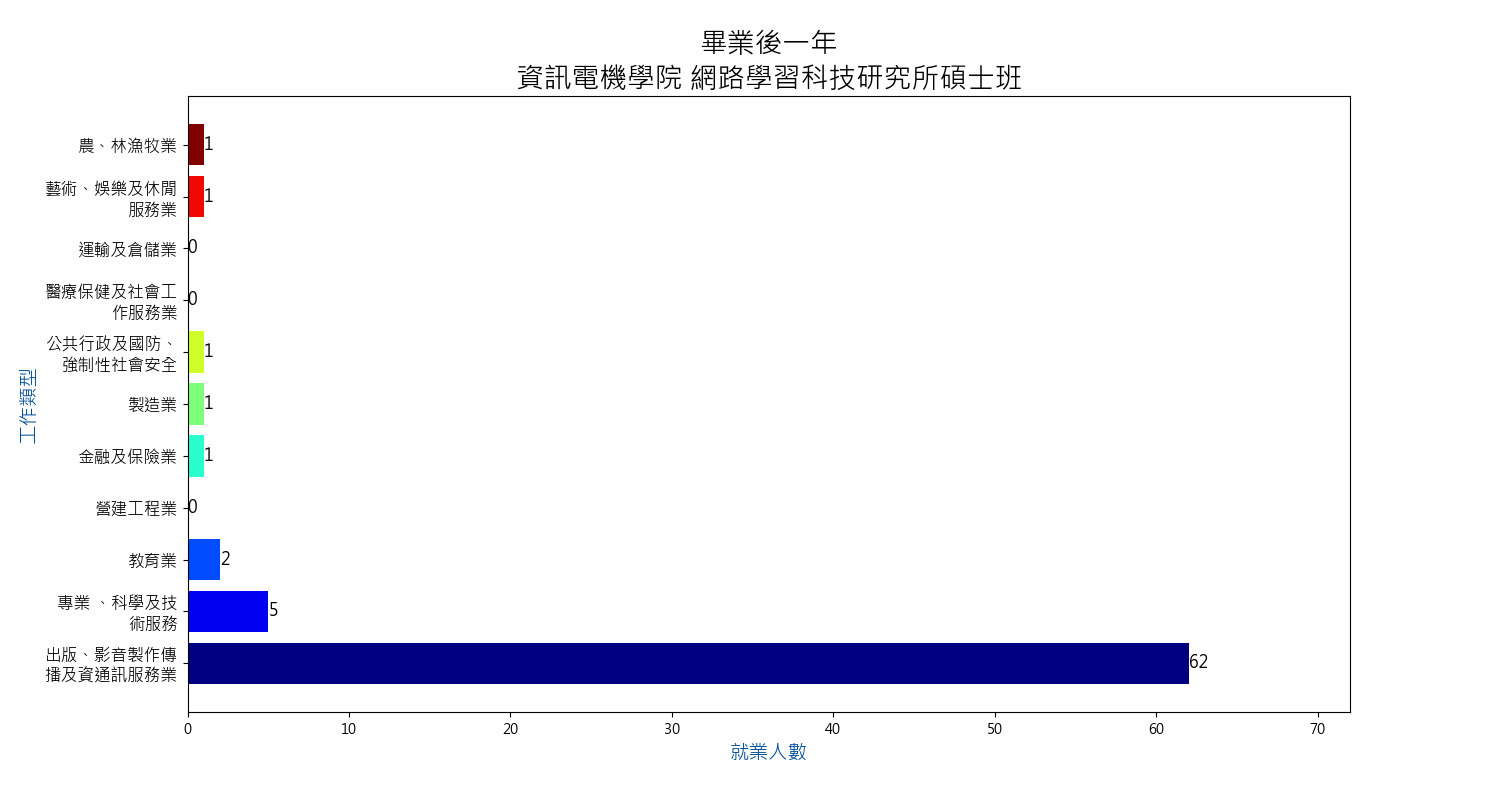 畢業後一年
資訊電機學院 網路學習科技研究所碩士班
農、林漁牧業
1
藝術、娛樂及休閒
服務業
1
運輸及倉儲業
0
醫療保健及社會工
作服務業
0
公共行政及國防、
強制性社會安全
1
製造業
1
金融及保險業
1
營建工程業
0
教育業
2
專業 、科學及技
術服務
5
出版、影音製作傳
播及資通訊服務業
62
工作類型
0 10 20 30 40 50 60 70
就業人數